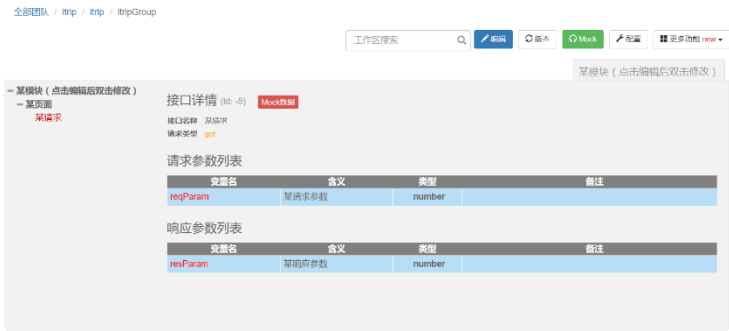 全部团队 / itrip / itrip / itripGroup
工作区搜索 编辑 版本 Mock 配置 更多功能 new
某模块（点击编辑后双击修改）
某模块（点击编辑后双击修改）
某页面
某请求
接口详情 (id: -5) Mock数据
接口名称 某请求
请求类型 get
请求参数列表
变量名 含义 类型 备注
reqParam 某请求参数 number
响应参数列表
变量名 含义 类型 备注
resParam 某响应参数 number